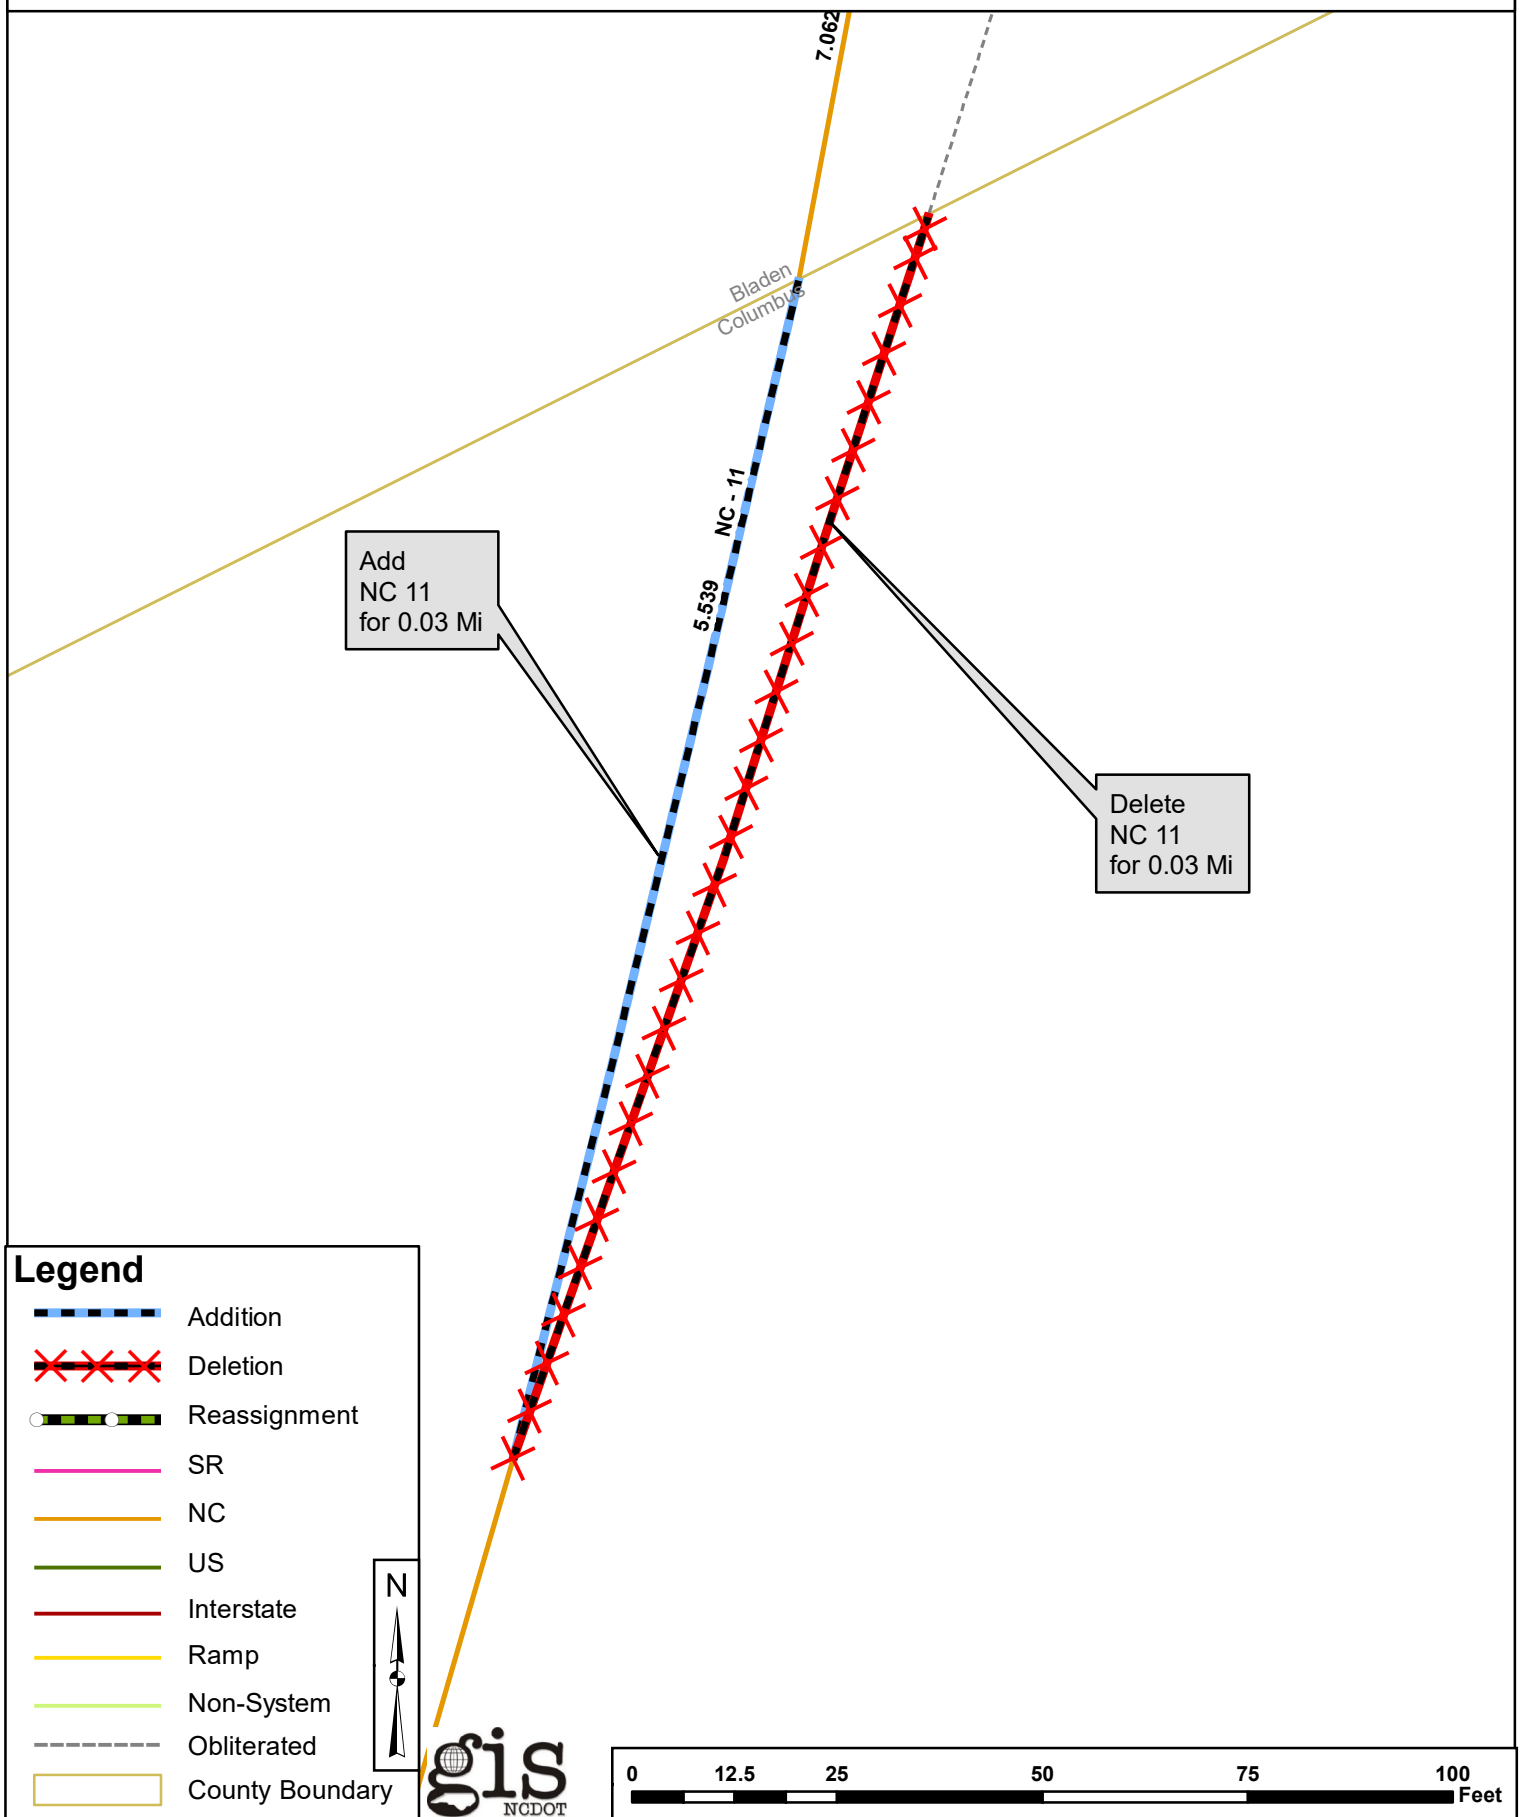 7.062
Bladen
Columbus
NC - 11
5.539
Add
NC 11
for 0.03 Mi
Delete
NC 11
for 0.03 Mi
Legend
Addition
Deletion
Reassignment
SR
NC
US
Interstate
Ramp
Non-System
Obliterated
County Boundary
N
gis
NCDOT
0 12.5 25 50 75 100
Feet